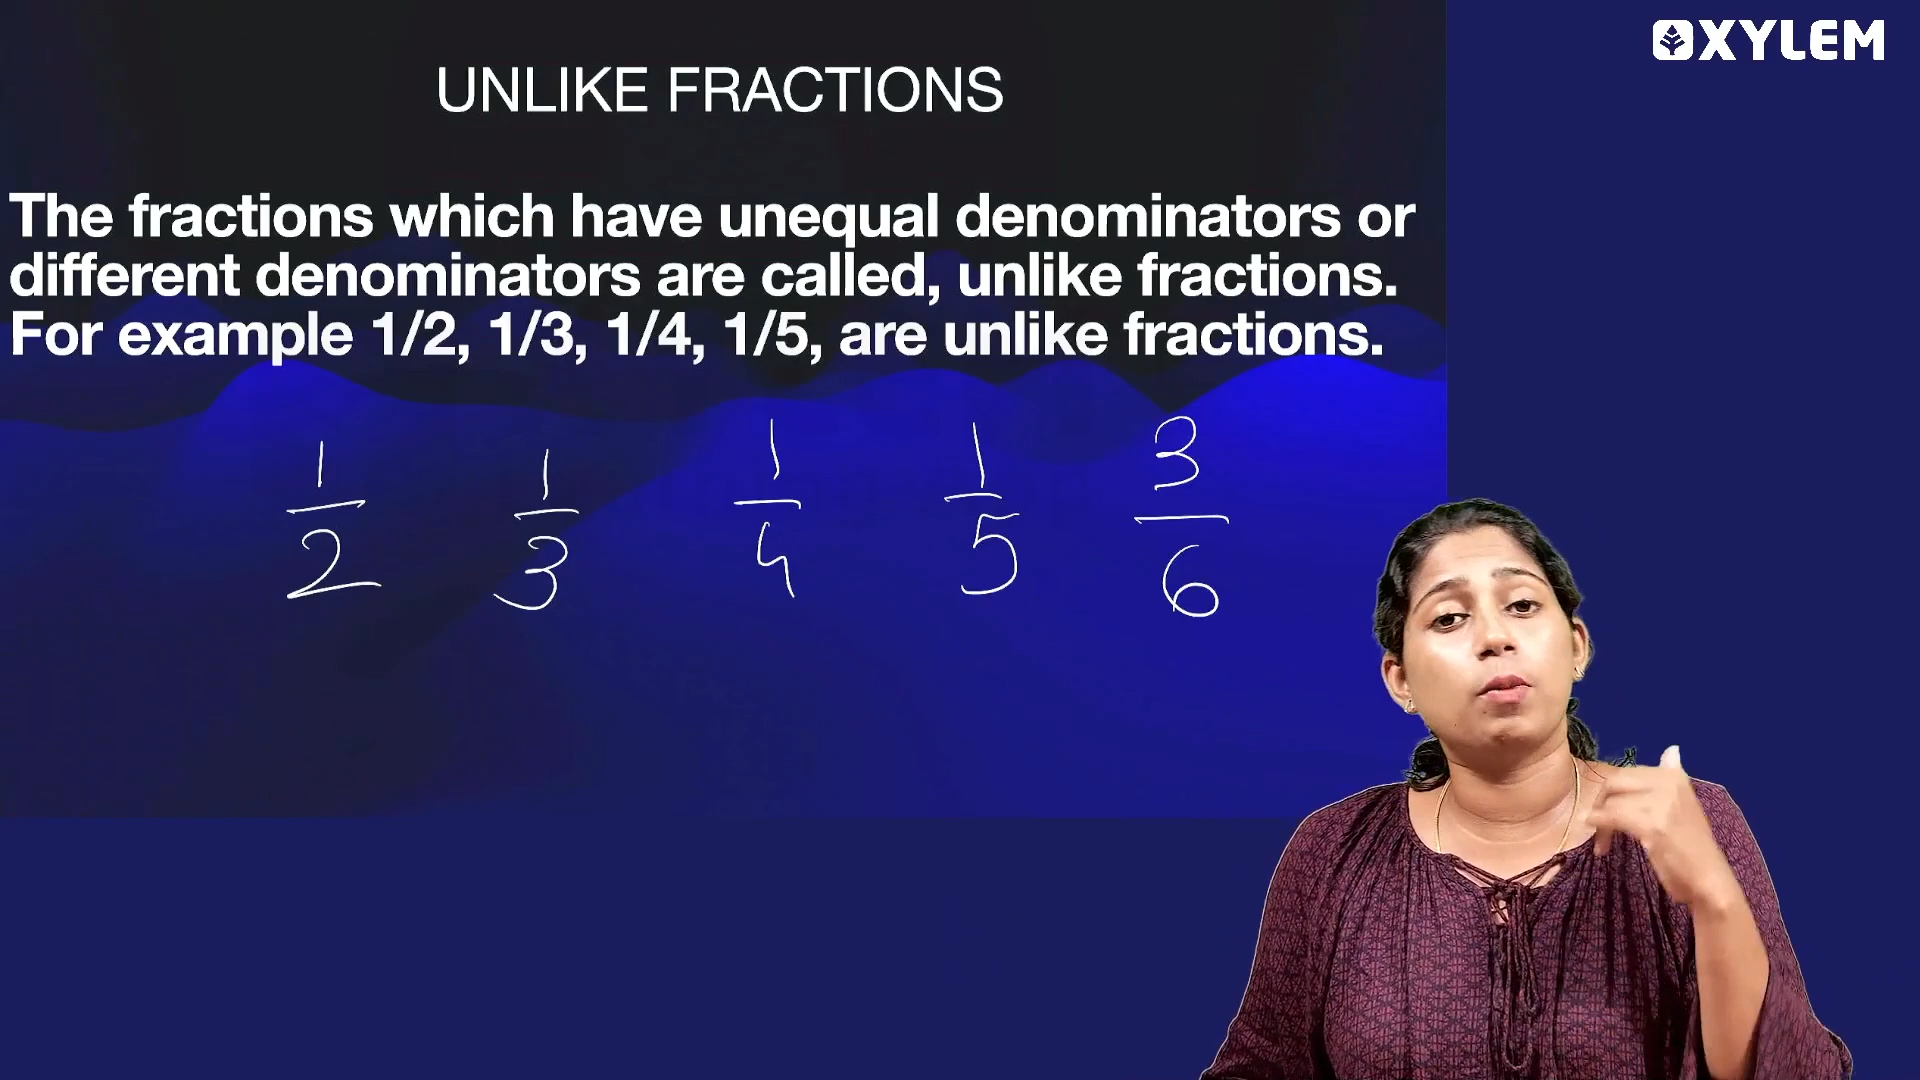 XYLEM
UNLIKE FRACTIONS
The fractions which have unequal denominators or
different denominators are called, unlike fractions.
For example 1/2, 1/3, 1/4, 1/5, are unlike fractions.
1/2 1/3 1/4 1/5 3/6